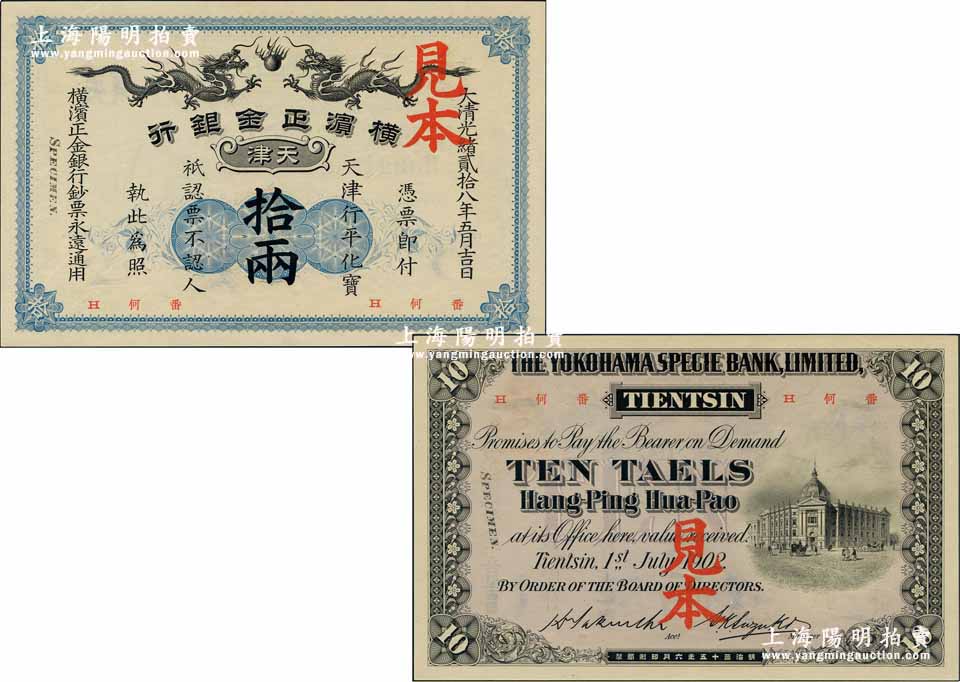 上海陽明拍賣
www.yangmingauction.com
拾
拾
見本
橫濱正金銀行
天津
大清光緒貳拾八年五月吉日
憑票即付
天津行平化寶
拾兩
祇認票不認人
執此爲照
橫濱正金銀行鈔票永遠通用
SPECIMEN.
H 何 番
H 何 番
拾
拾
上海陽明拍賣
www.yangmingauction.com
THE YOKOHAMA SPECIE BANK, LIMITED,
10
10
H 何 番
TIENTSIN
H 何 番
Promises to Pay the Bearer on Demand
TEN TAELS
Hang-Ping Hua-Pao
at its Office here, value received.
Tientsin, 1st July 1902
BY ORDER OF THE BOARD OF DIRECTORS.
SPECIMEN.
見本
Acct
10
上海陽明拍賣
www.yangmingauction.com